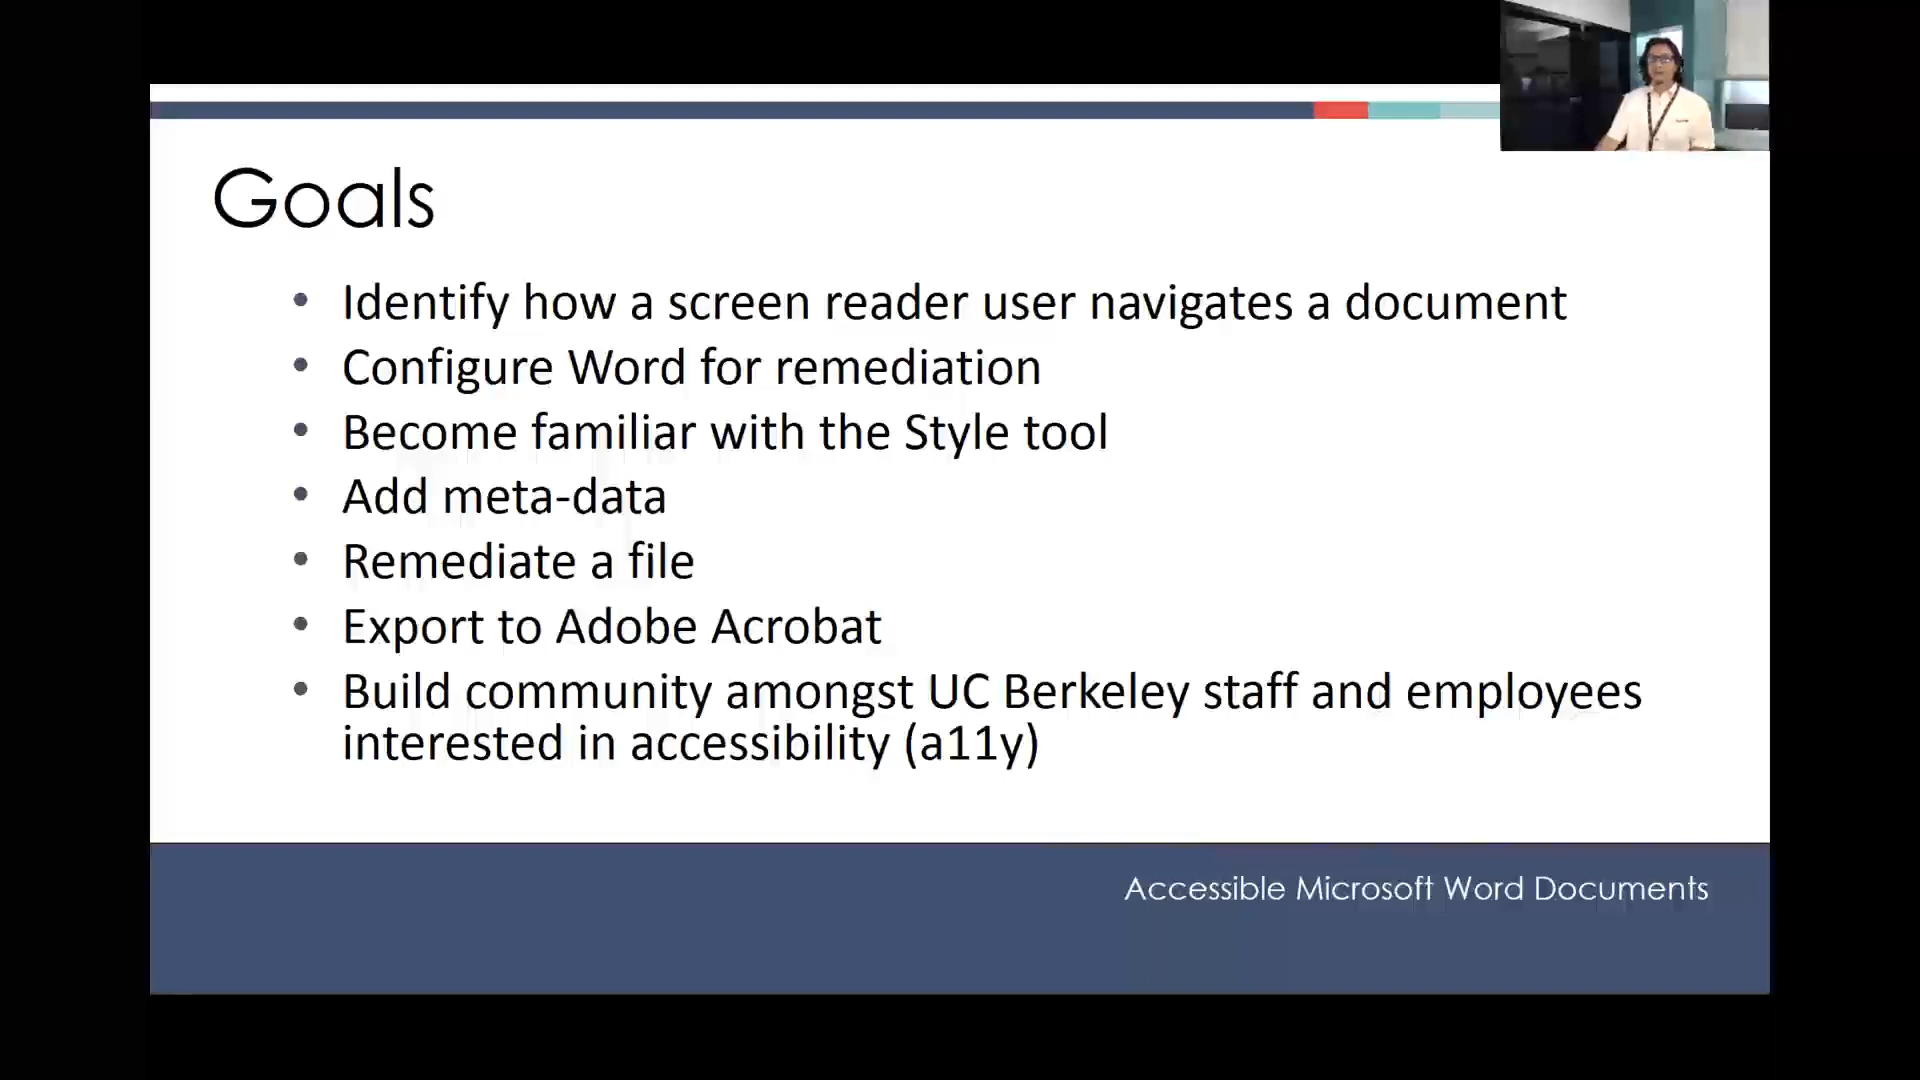 Goals
• Identify how a screen reader user navigates a document
• Configure Word for remediation
• Become familiar with the Style tool
• Add meta-data
• Remediate a file
• Export to Adobe Acrobat
• Build community amongst UC Berkeley staff and employees
interested in accessibility (a11y)
Accessible Microsoft Word Documents